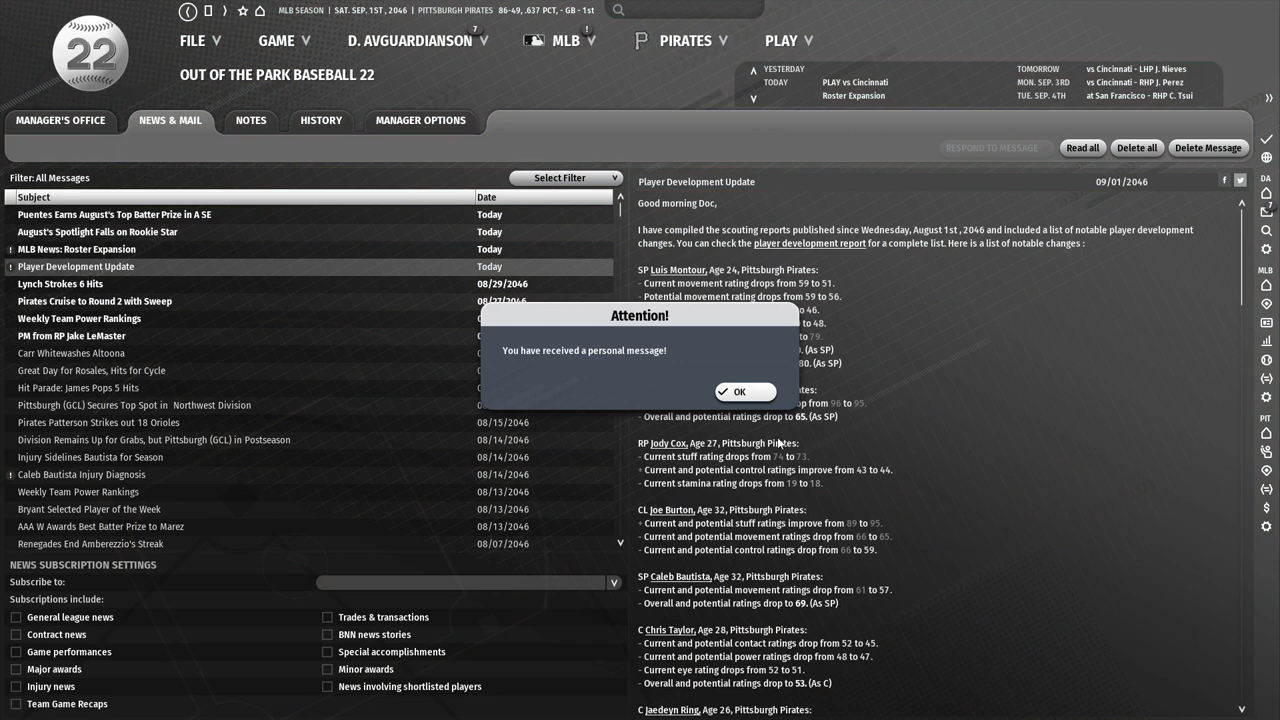 MLB SEASON | SAT. SEP. 1ST , 2046 | PITTSBURGH PIRATES 86-49, .637 PCT, - GB - 1st
22
FILE GAME D. AVGUARDIANSON 7 MLB ! P PIRATES PLAY
OUT OF THE PARK BASEBALL 22
YESTERDAY
TODAY PLAY vs Cincinnati
Roster Expansion
TOMORROW vs Cincinnati - LHP J. Nieves
MON. SEP. 3RD vs Cincinnati - RHP J. Perez
TUE. SEP. 4TH at San Francisco - RHP C. Tsui
MANAGER'S OFFICE NEWS & MAIL NOTES HISTORY MANAGER OPTIONS
RESPOND TO MESSAGE Read all Delete all Delete Message
Filter: All Messages Select Filter
Subject Date
Puentes Earns August's Top Batter Prize in A SE Today
August's Spotlight Falls on Rookie Star Today
! MLB News: Roster Expansion Today
! Player Development Update Today
Lynch Strokes 6 Hits 08/29/2046
Pirates Cruise to Round 2 with Sweep 08/27/2046
Weekly Team Power Rankings
PM from RP Jake LeMaster
Carr Whitewashes Altoona
Great Day for Rosales, Hits for Cycle
Hit Parade: James Pops 5 Hits
Pittsburgh (GCL) Secures Top Spot in Northwest Division
Pirates Patterson Strikes out 18 Orioles 08/15/2046
Division Remains Up for Grabs, but Pittsburgh (GCL) in Postseason 08/14/2046
Injury Sidelines Bautista for Season 08/14/2046
! Caleb Bautista Injury Diagnosis 08/14/2046
Weekly Team Power Rankings 08/13/2046
Bryant Selected Player of the Week 08/13/2046
AAA W Awards Best Batter Prize to Marez 08/13/2046
Renegades End Amberezzio's Streak 08/07/2046
NEWS SUBSCRIPTION SETTINGS
Subscribe to:
Subscriptions include:
General league news Trades & transactions
Contract news BNN news stories
Game performances Special accomplishments
Major awards Minor awards
Injury news News involving shortlisted players
Team Game Recaps
Player Development Update 09/01/2046 f
Good morning Doc,
I have compiled the scouting reports published since Wednesday, August 1st , 2046 and included a list of notable player development
changes. You can check the player development report for a complete list. Here is a list of notable changes :
SP Luis Montour, Age 24, Pittsburgh Pirates:
- Current movement rating drops from 59 to 51.
- Potential movement rating drops from 59 to 56.
to 46.
to 48.
to 79.
(As SP)
80. (As SP)
from 96 to 95.
- Overall and potential ratings drop to 65. (As SP)
RP Jody Cox, Age 27, Pittsburgh Pirates:
- Current stuff rating drops from 74 to 73.
+ Current and potential control ratings improve from 43 to 44.
- Current stamina rating drops from 19 to 18.
CL Joe Burton, Age 32, Pittsburgh Pirates:
+ Current and potential stuff ratings improve from 89 to 95.
- Current and potential movement ratings drop from 66 to 65.
- Current and potential control ratings drop from 66 to 59.
SP Caleb Bautista, Age 32, Pittsburgh Pirates:
- Current and potential movement ratings drop from 61 to 57.
- Overall and potential ratings drop to 69. (As SP)
C Chris Taylor, Age 28, Pittsburgh Pirates:
- Current and potential contact ratings drop from 52 to 45.
- Current and potential power ratings drop from 48 to 47.
- Current eye rating drops from 52 to 51.
- Overall and potential ratings drop to 53. (As C)
C Jaedeyn Ring, Age 26, Pittsburgh Pirates:
Attention!
You have received a personal message!
OK
DA
7
MLB
PIT
$